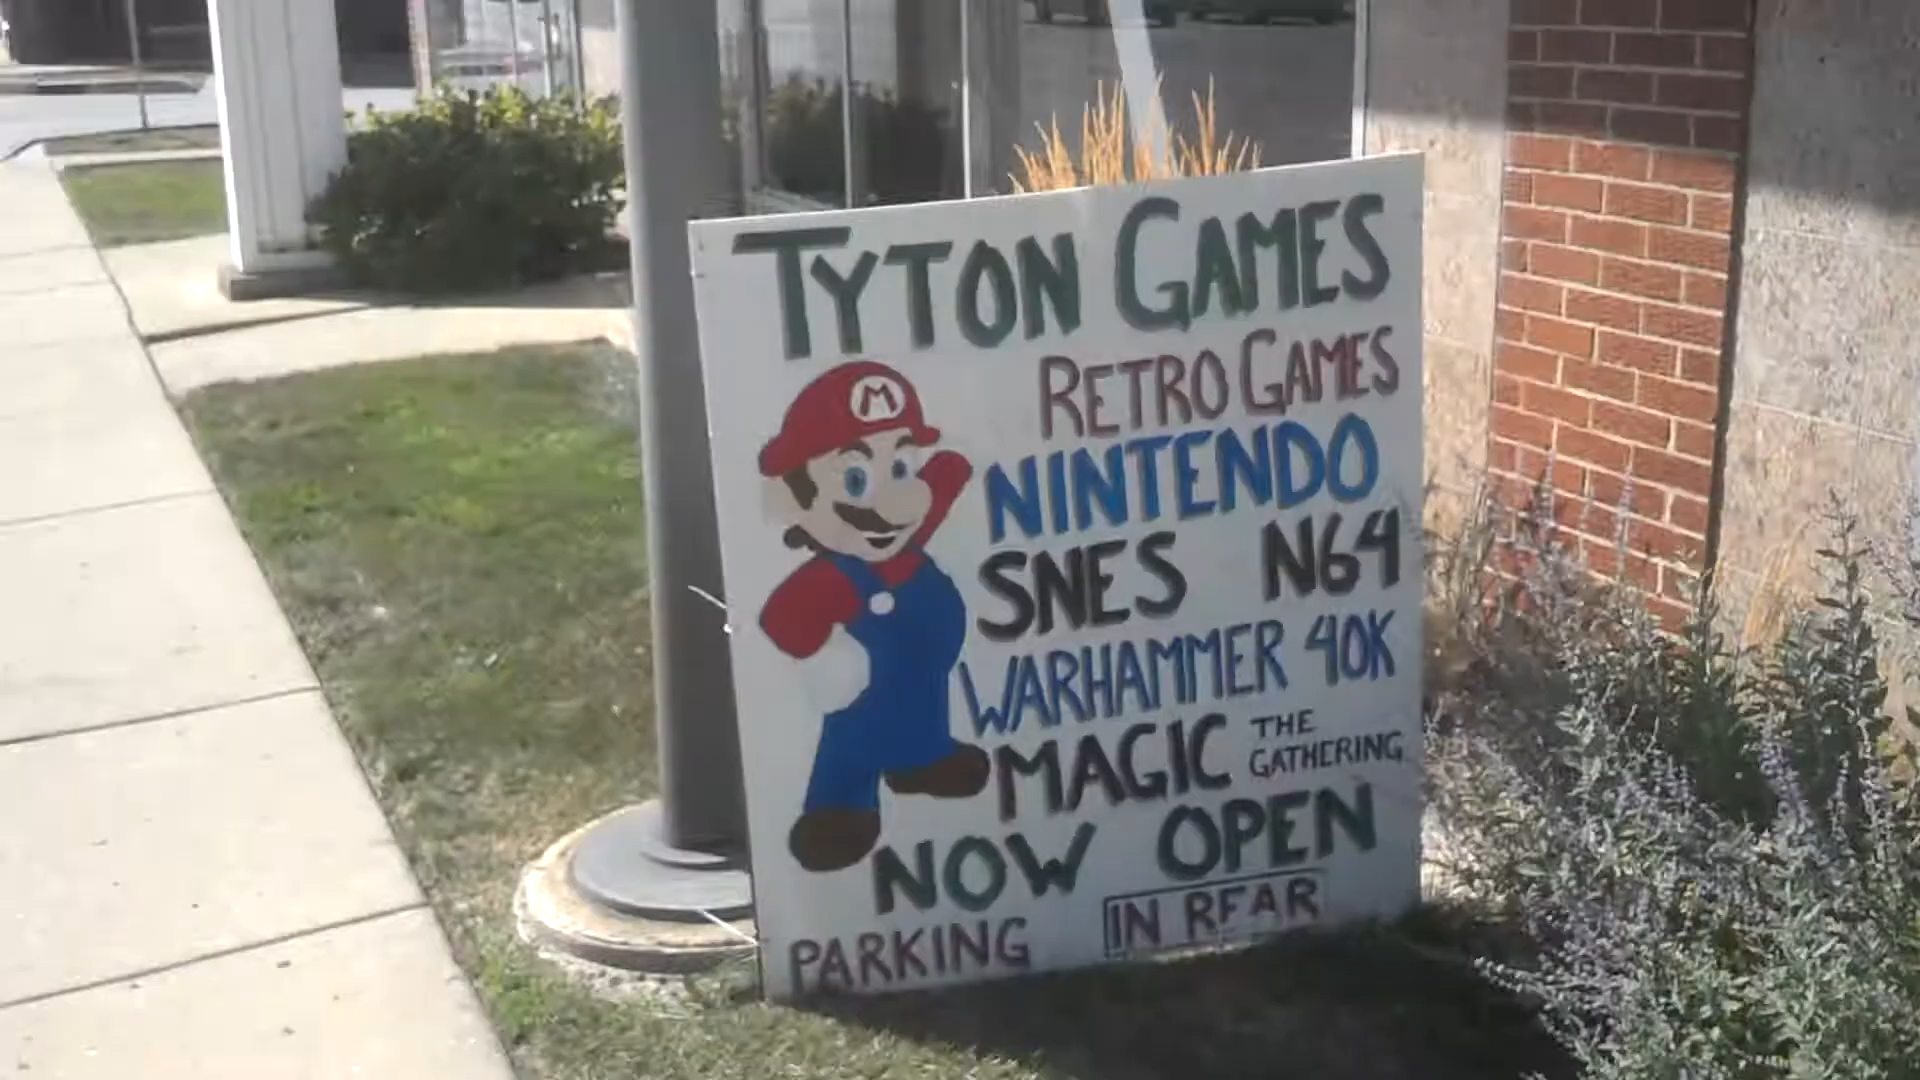 TYTON GAMES
M
RETRO GAMES
NINTENDO
SNES N64
WARHAMMER 40K
MAGIC THE GATHERING
NOW OPEN
PARKING IN REAR